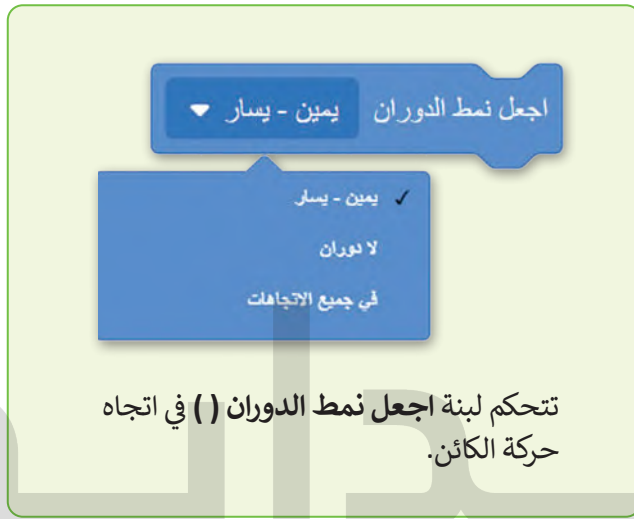 اجعل نمط الدوران يمين - يسار
✓ يمين - يسار
لا دوران
في جميع الاتجاهات
تتحكم لبنة اجعل نمط الدوران ( ) في اتجاه
حركة الكائن.